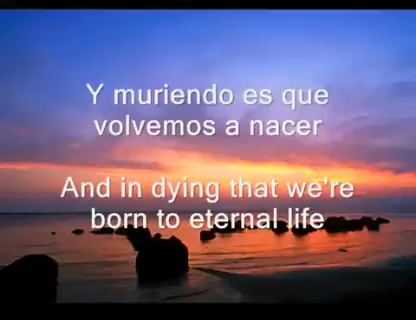 Y muriendo es que
volvemos a nacer
And in dying that we're
born to eternal life